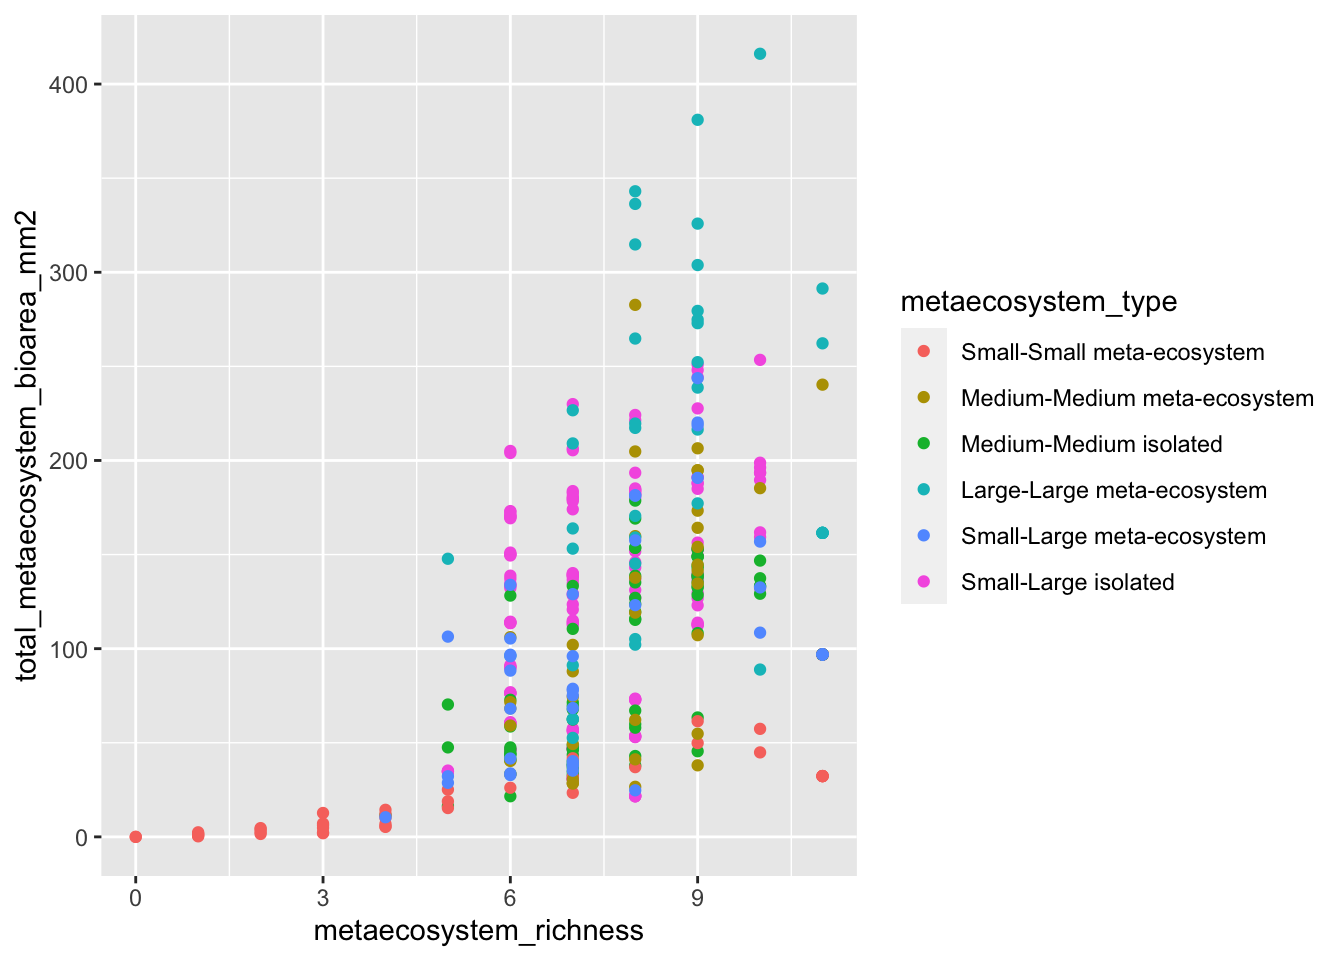 400
300
200
100
0
0
3
6
9
metaecosystem_richness
total_metaecosystem_bioarea_mm2
metaecosystem_type
Small-Small meta-ecosystem
Medium-Medium meta-ecosystem
Medium-Medium isolated
Large-Large meta-ecosystem
Small-Large meta-ecosystem
Small-Large isolated